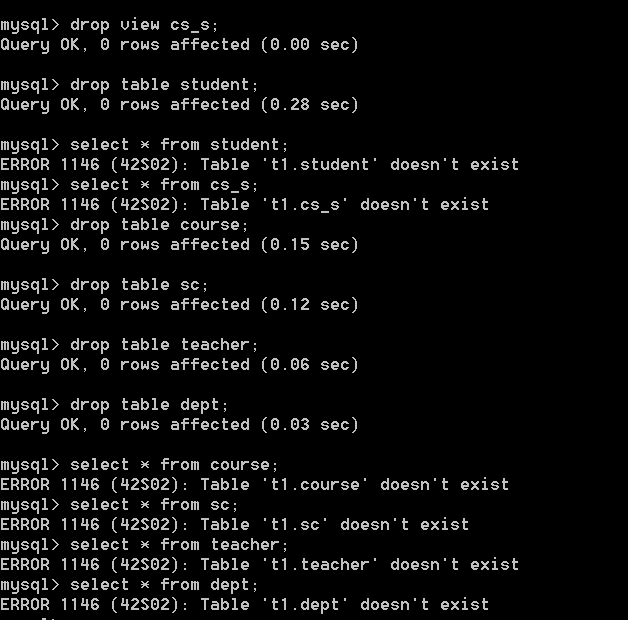 mysql> drop view cs_s;
Query OK, 0 rows affected (0.00 sec)
mysql> drop table student;
Query OK, 0 rows affected (0.28 sec)
mysql> select * from student;
ERROR 1146 (42S02): Table 't1.student' doesn't exist
mysql> select * from cs_s;
ERROR 1146 (42S02): Table 't1.cs_s' doesn't exist
mysql> drop table course;
Query OK, 0 rows affected (0.15 sec)
mysql> drop table sc;
Query OK, 0 rows affected (0.12 sec)
mysql> drop table teacher;
Query OK, 0 rows affected (0.06 sec)
mysql> drop table dept;
Query OK, 0 rows affected (0.03 sec)
mysql> select * from course;
ERROR 1146 (42S02): Table 't1.course' doesn't exist
mysql> select * from sc;
ERROR 1146 (42S02): Table 't1.sc' doesn't exist
mysql> select * from teacher;
ERROR 1146 (42S02): Table 't1.teacher' doesn't exist
mysql> select * from dept;
ERROR 1146 (42S02): Table 't1.dept' doesn't exist